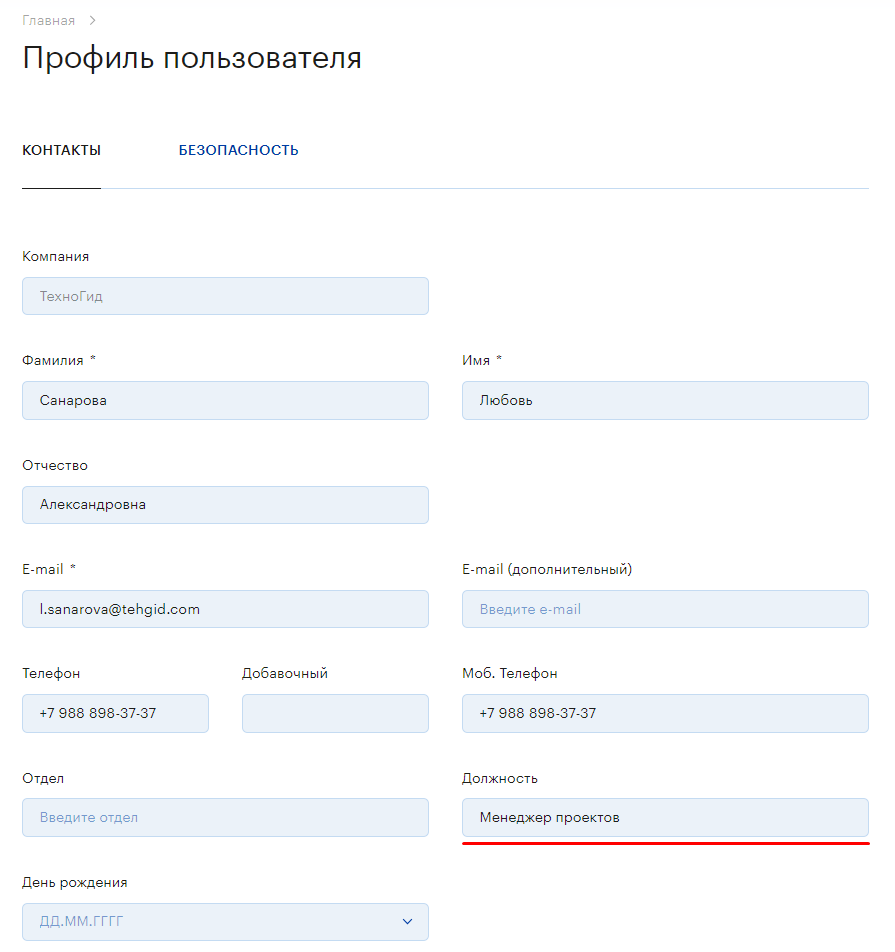 Главная
Профиль пользователя
КОНТАКТЫ БЕЗОПАСНОСТЬ
Компания
ТехноГид
Фамилия * Имя *
Санарова Любовь
Отчество
Александровна
E-mail * E-mail (дополнительный)
l.sanarova@tehgid.com Введите e-mail
Телефон Добавочный Моб. Телефон
+7 988 898-37-37 +7 988 898-37-37
Отдел Должность
Введите отдел Менеджер проектов
День рождения
ДД.ММ.ГГГГ